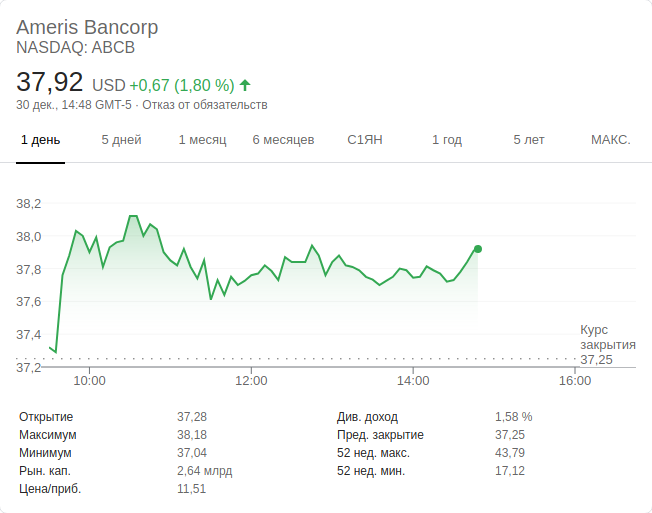 Ameris Bancorp
NASDAQ: ABCB
37,92 USD +0,67 (1,80 %)
30 дек., 14:48 GMT-5 · Отказ от обязательств
1 день 5 дней 1 месяц 6 месяцев С1ЯН 1 год 5 лет МАКС.
38,2
38,0
37,8
37,6
37,4
37,2
Курс
закрытия
37,25
10:00 12:00 14:00 16:00
Открытие 37,28 Див. доход 1,58 %
Максимум 38,18 Пред. закрытие 37,25
Минимум 37,04 52 нед. макс. 43,79
Рын. кап. 2,64 млрд 52 нед. мин. 17,12
Цена/приб. 11,51